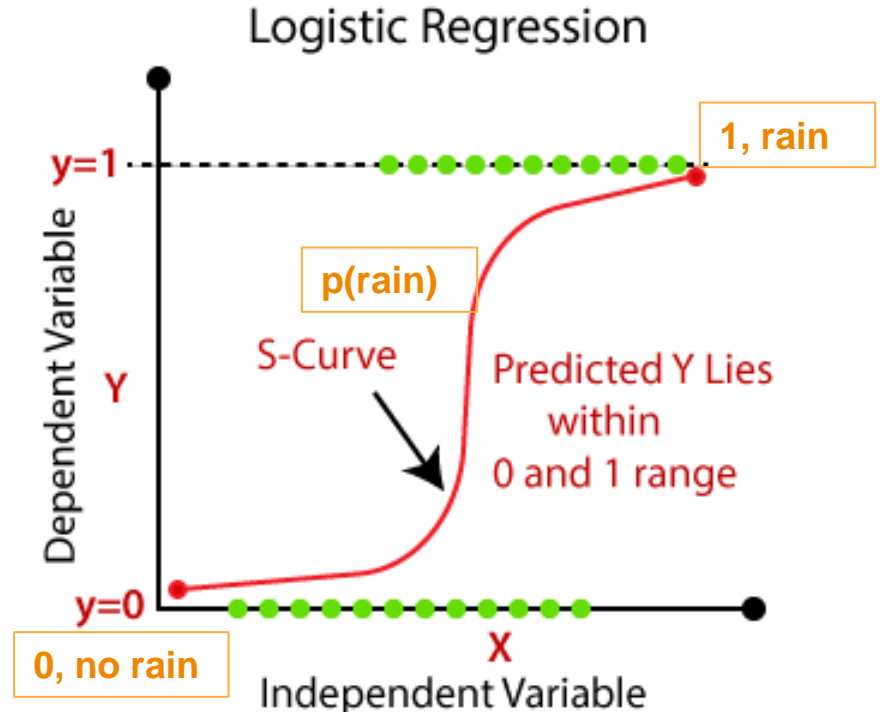 Logistic Regression
1, rain
y=1
p(rain)
S-Curve
Predicted Y Lies
within
0 and 1 range
Dependent Variable
Y
y=0
0, no rain
X
Independent Variable